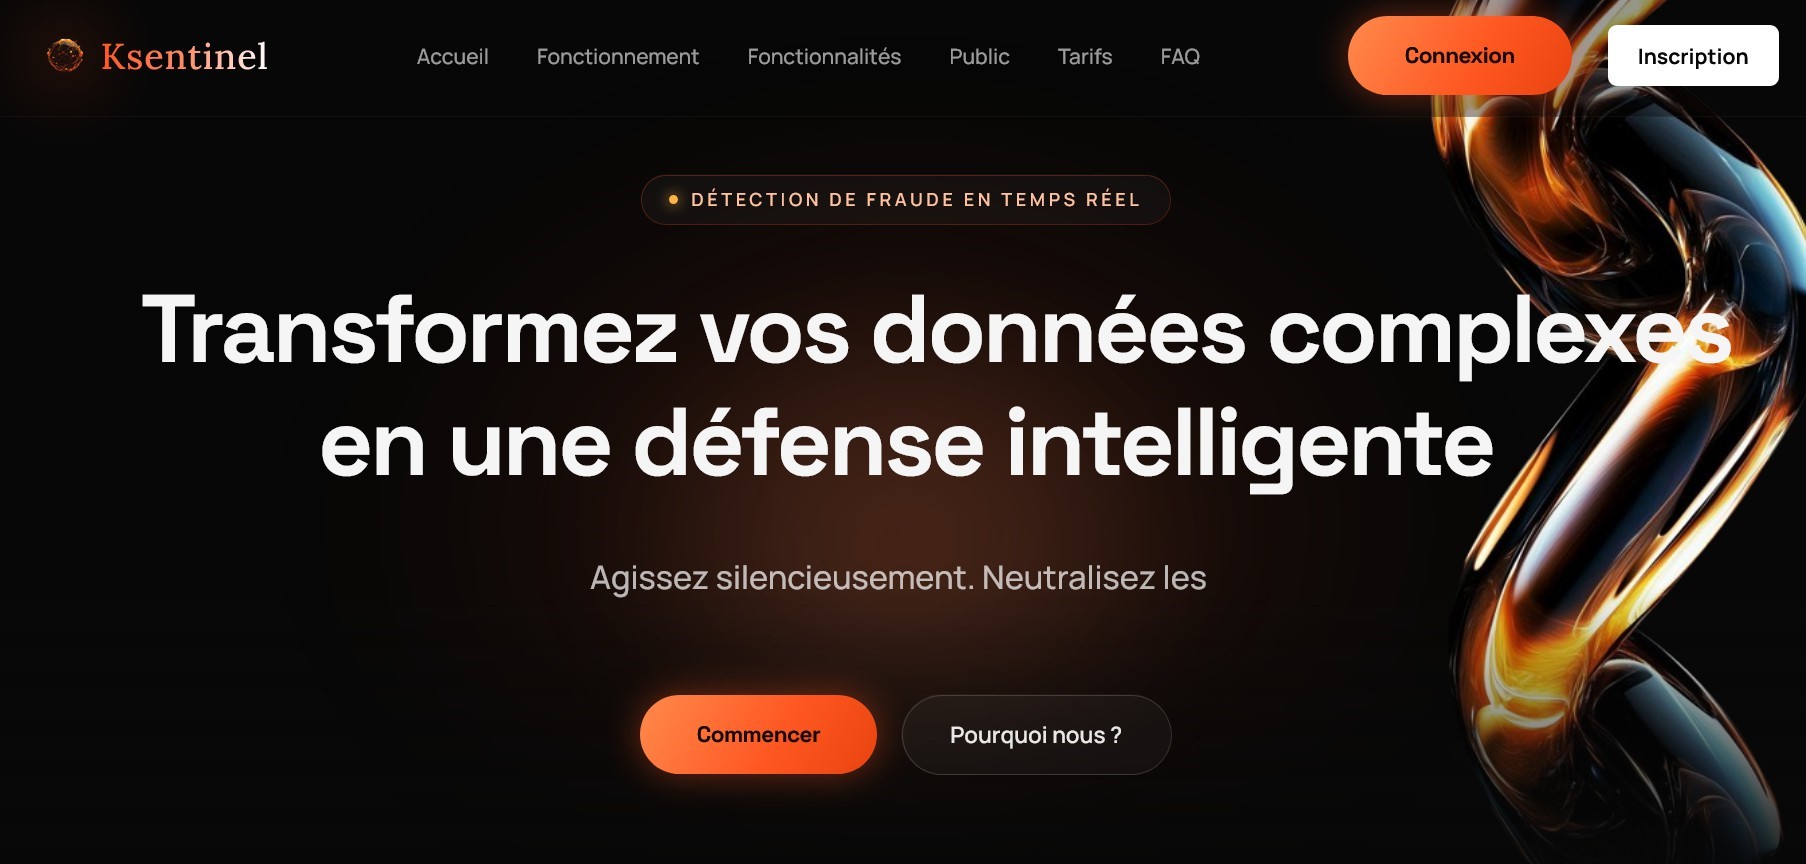 Ksentinel
Accueil
Fonctionnement
Fonctionnalités
Public
Tarifs
FAQ
Connexion
Inscription
DÉTECTION DE FRAUDE EN TEMPS RÉEL
Transformez vos données complexes
en une défense intelligente
Agissez silencieusement. Neutralisez les
Commencer
Pourquoi nous ?